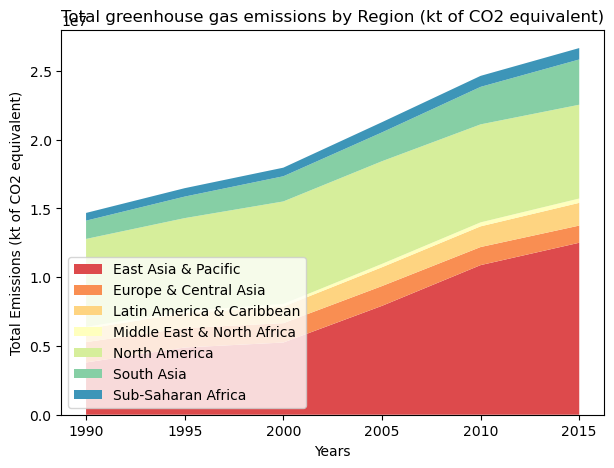 Total greenhouse gas emissions by Region (kt of CO2 equivalent)
1e7
2.5
2.0
1.5
1.0
0.5
0.0
Total Emissions (kt of CO2 equivalent)
East Asia & Pacific
Europe & Central Asia
Latin America & Caribbean
Middle East & North Africa
North America
South Asia
Sub-Saharan Africa
1990
1995
2000
2005
2010
2015
Years